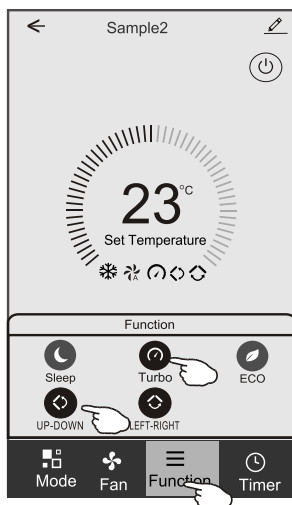 Sample2
23°C
Set Temperature
A
Function
Sleep Turbo ECO
UP-DOWN LEFT-RIGHT
Mode Fan Function Timer